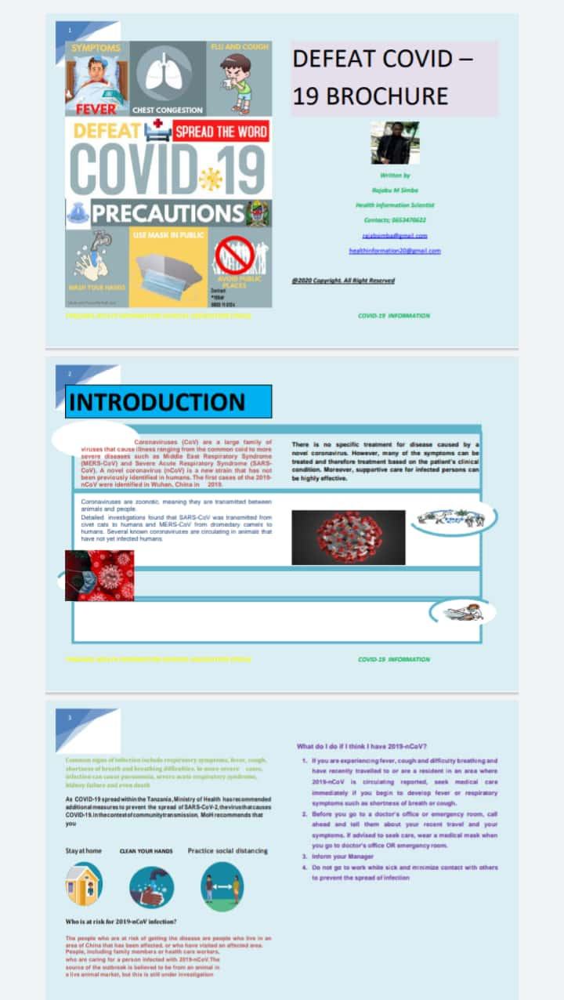 1
SYMPTOMS
FLU AND COUGH
FEVER
CHEST CONGESTION
DEFEAT
SPREAD THE WORD
COVID 19
PRECAUTIONS
WASH YOUR HANDS
USE MASK IN PUBLIC
AVOID PUBLIC
PLACES
Contact
DEFEAT COVID –
19 BROCHURE
Written by
Rajabu M Simba
Health Information Scientist
Contacts; 0653470622
rajabsmba@gmail.com
healthinformation20@gmail.com
@2020 Copyright. All Right Reserved
COVID-19 INFORMATION
2
INTRODUCTION
Coronaviruses (CoV) are a large family of
viruses that cause illness ranging from the common cold to more
severe diseases such as Middle East Respiratory Syndrome
(MERS-CoV) and Severe Acute Respiratory Syndrome (SARS-
CoV). A novel coronavirus (nCoV) is a new strain that has not
been previously identified in humans. The first cases of the 2019-
nCoV were identified in Wuhan, China in 2019.
Coronaviruses are zoonotic, meaning they are transmitted between
animals and people.
Detailed investigations found that SARS-CoV was transmitted from
civet cats to humans and MERS-CoV from dromedary camels to
humans. Several known coronaviruses are circulating in animals that
have not yet infected humans.
There is no specific treatment for disease caused by a
novel coronavirus. However, many of the symptoms can be
treated and therefore treatment based on the patient's clinical
condition. Moreover, supportive care for infected persons can
be highly effective.
COVID-19 INFORMATION
3
Common signs of infection include respiratory symptoms, fever, cough,
shortness of breath and breathing difficulties. In more severe cases,
infection can cause pneumonia, severe acute respiratory syndrome,
kidney failure and even death
As COVID-19 spread within the Tanzania, Ministry of Health has recommended
additional measures to prevent the spread of SARS-CoV-2, the virus that causes
COVID-19. In the context of community transmission, MoH recommends that
you
Stay at home CLEAN YOUR HANDS Practice social distancing
Who is at risk for 2019-nCoV infection?
The people who are at risk of getting the disease are people who live in an
area of China that has been affected, or who have visited an affected area.
People, including family members or health care workers,
who are caring for a person infected with 2019-nCoV.The
source of the outbreak is believed to be from an animal in
a live animal market, but this is still under investigation
What do I do if I think I have 2019-nCoV?
1. If you are experiencing fever, cough and difficulty breathing and
have recently travelled to or are a resident in an area where
2019-nCoV is circulating reported, seek medical care
immediately if you begin to develop fever or respiratory
symptoms such as shortness of breath or cough.
2. Before you go to a doctor's office or emergency room, call
ahead and tell them about your recent travel and your
symptoms. If advised to seek care, wear a medical mask when
you go to doctor's office OR emergency room.
3. Inform your Manager
4. Do not go to work while sick and minimize contact with others
to prevent the spread of infection